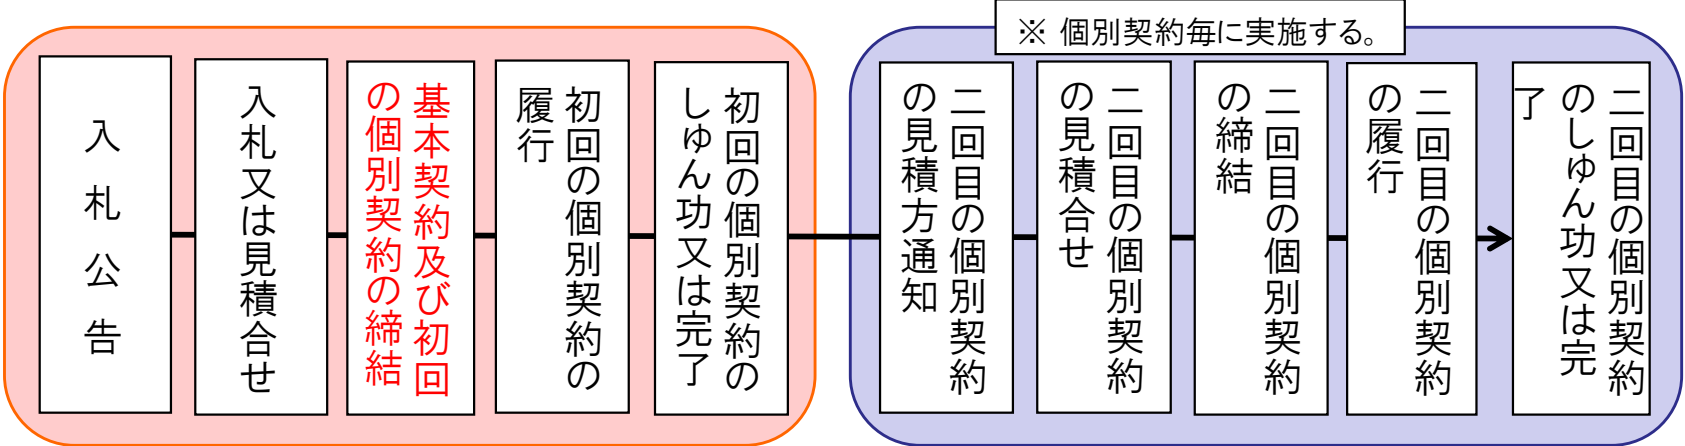 ※ 個別契約毎に実施する。
入札公告
入札又は見積合せ
基本契約及び初回
の個別契約の締結
初回の個別契約の
履行
初回の個別契約の
しゅん功又は完了
二回目の個別契約
の見積方通知
二回目の個別契約
の見積合せ
二回目の個別契約
の締結
二回目の個別契約
の履行
二回目の個別契約
のしゅん功又は完
了